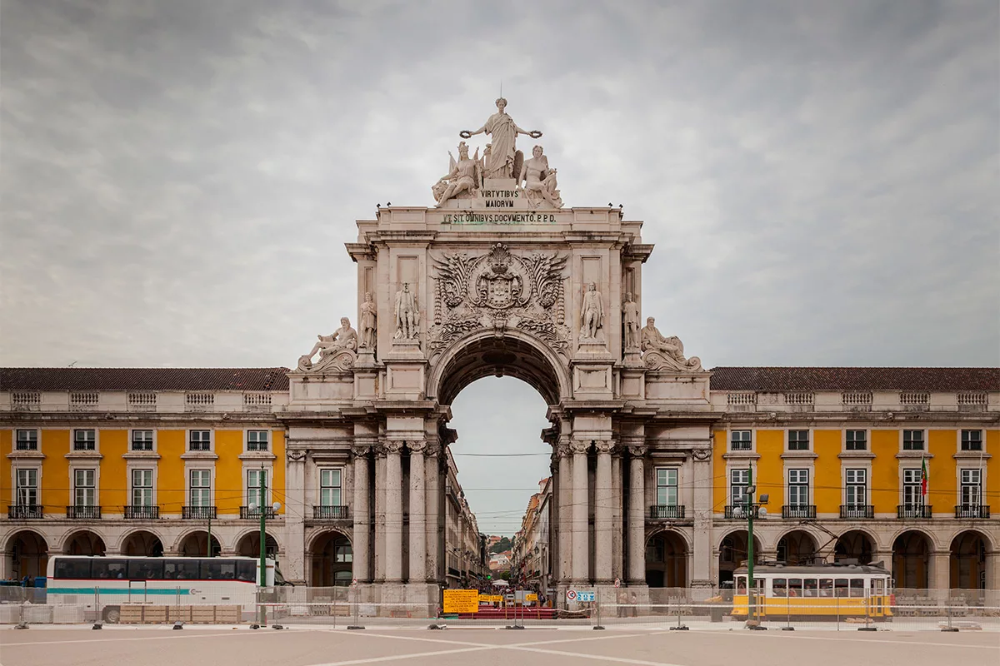 VIRTVTIBVS
MAIORVM
VT SIT OMNIBVS DOCVMENTO. P. P. D.